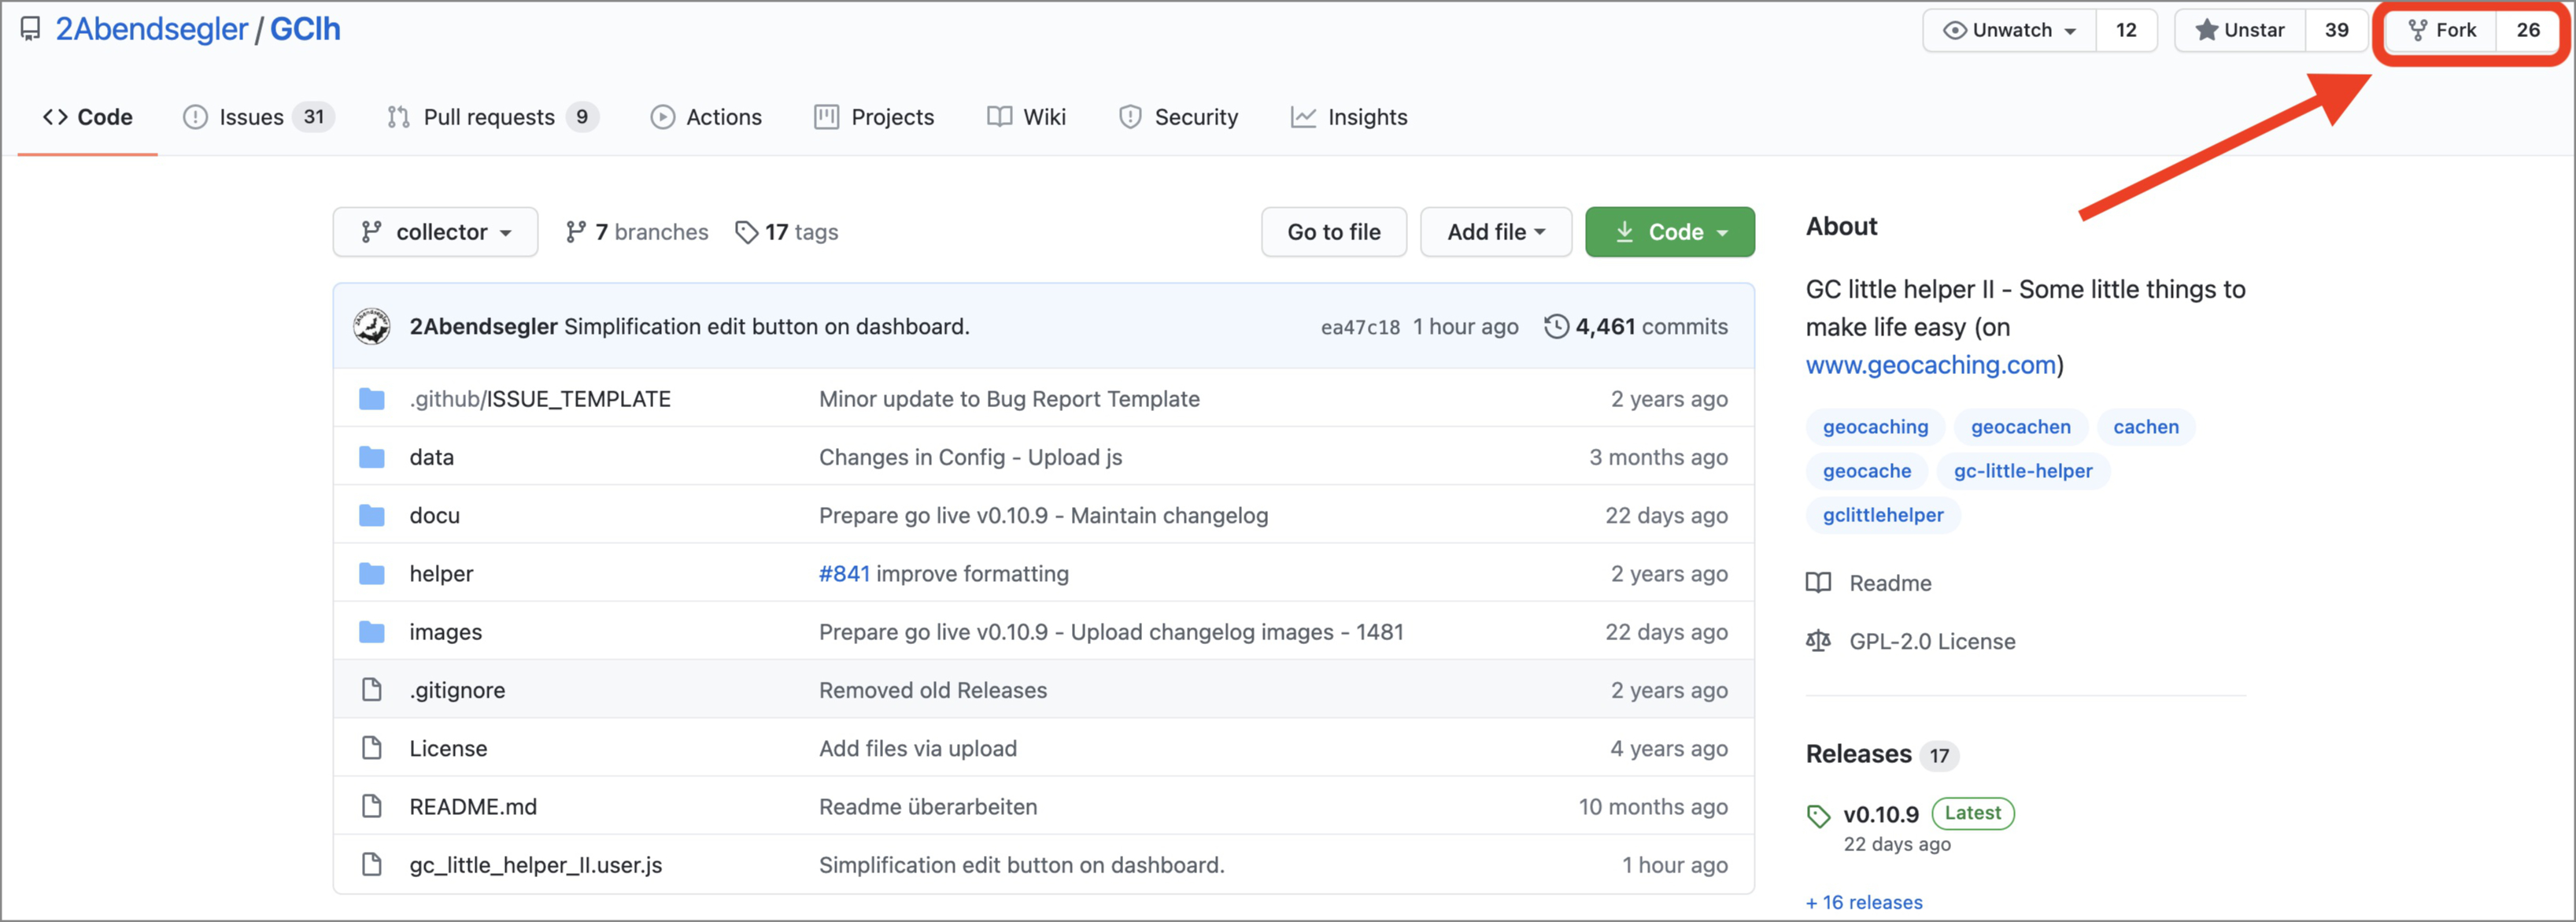 2Abendsegler / GClh
Unwatch 12 Unstar 39 Fork 26
Code Issues 31 Pull requests 9 Actions Projects Wiki Security Insights
collector 7 branches 17 tags Go to file Add file Code
2Abendsegler Simplification edit button on dashboard. ea47c18 1 hour ago 4,461 commits
.github/ISSUE_TEMPLATE Minor update to Bug Report Template 2 years ago
data Changes in Config - Upload js 3 months ago
docu Prepare go live v0.10.9 - Maintain changelog 22 days ago
helper #841 improve formatting 2 years ago
images Prepare go live v0.10.9 - Upload changelog images - 1481 22 days ago
.gitignore Removed old Releases 2 years ago
License Add files via upload 4 years ago
README.md Readme überarbeiten 10 months ago
gc_little_helper_II.user.js Simplification edit button on dashboard. 1 hour ago
About
GC little helper II - Some little things to
make life easy (on
www.geocaching.com)
geocaching geocachen cachen
geocache gc-little-helper
gclittlehelper
Readme
GPL-2.0 License
Releases 17
v0.10.9 Latest
22 days ago
+ 16 releases